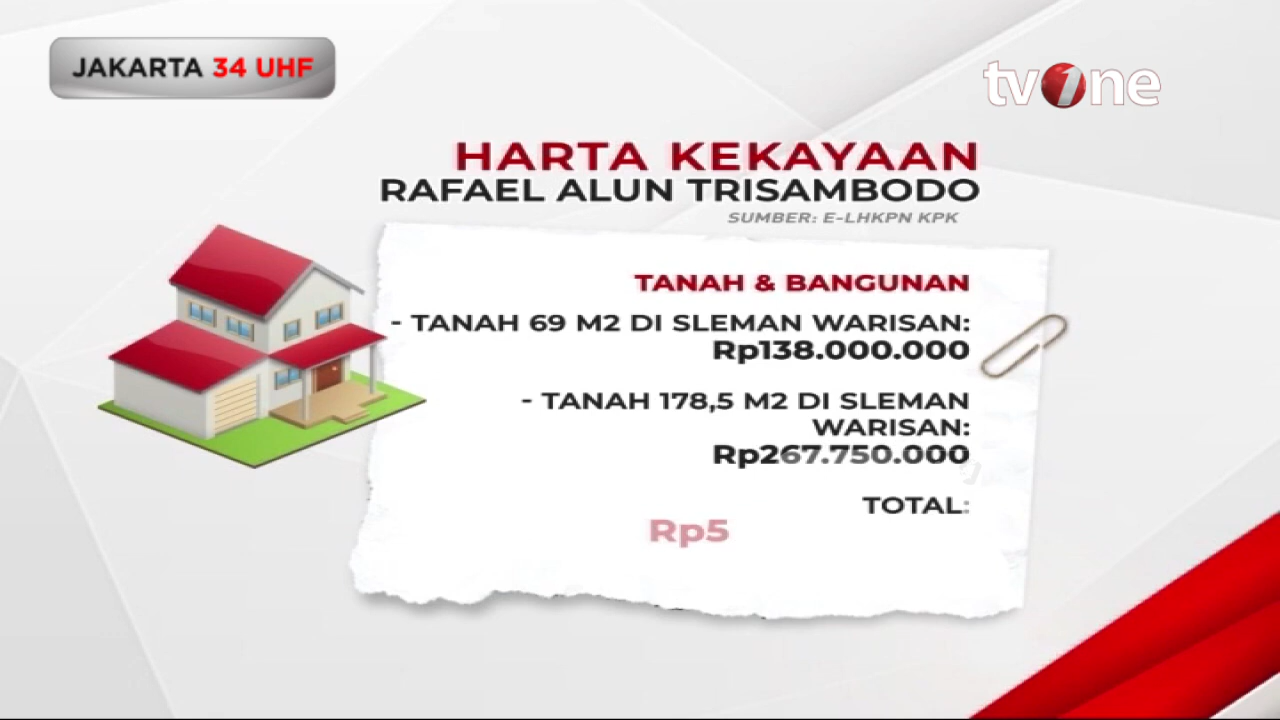 JAKARTA 34 UHF
tvOne
HARTA KEKAYAAN
RAFAEL ALUN TRISAMBODO
SUMBER: E-LHKPN KPK
TANAH & BANGUNAN
- TANAH 69 M2 DI SLEMAN WARISAN:
Rp138.000.000
- TANAH 178,5 M2 DI SLEMAN
WARISAN:
Rp267.750.000
TOTAL:
Rp5